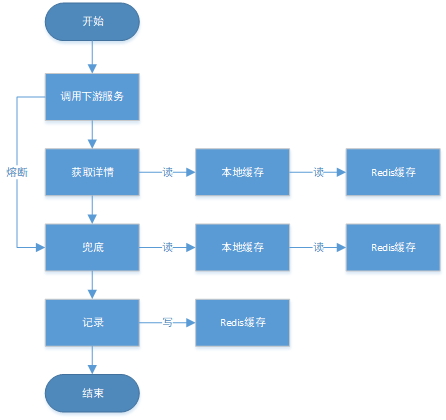 开始
调用下游服务
熔断
获取详情
读
本地缓存
读
Redis缓存
兜底
读
本地缓存
读
Redis缓存
记录
写
Redis缓存
结束